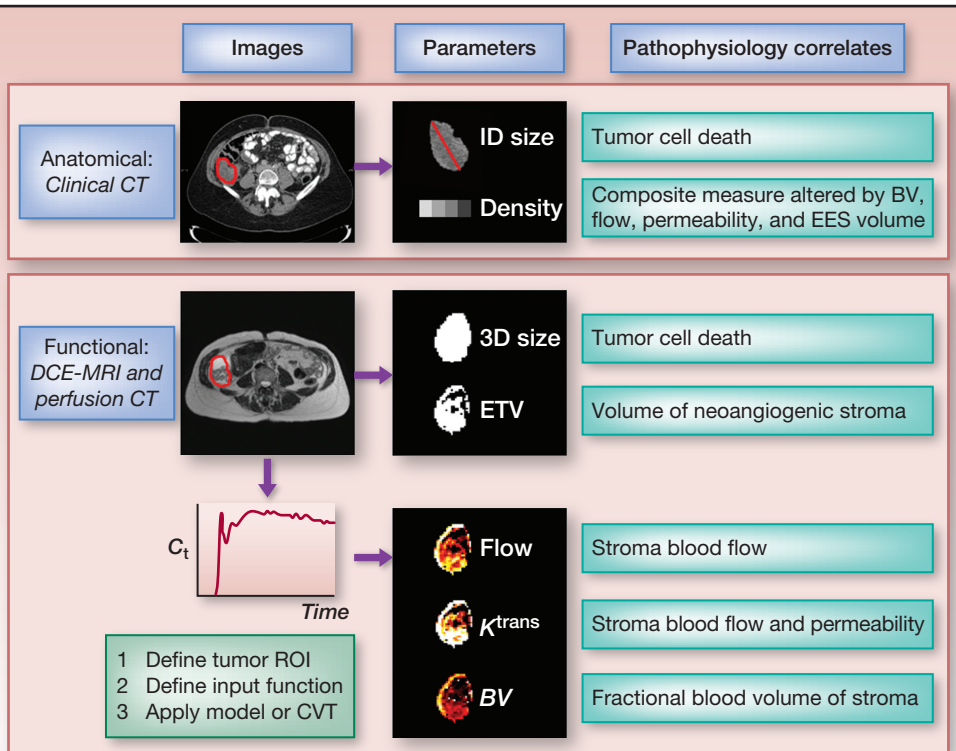 Images
Parameters
Pathophysiology correlates
Anatomical:
Clinical CT
ID size
Density
Tumor cell death
Composite measure altered by BV,
flow, permeability, and EES volume
Functional:
DCE-MRI and
perfusion CT
3D size
ETV
Tumor cell death
Volume of neoangiogenic stroma
Ct
Time
1 Define tumor ROI
2 Define input function
3 Apply model or CVT
Flow
Ktrans
BV
Stroma blood flow
Stroma blood flow and permeability
Fractional blood volume of stroma